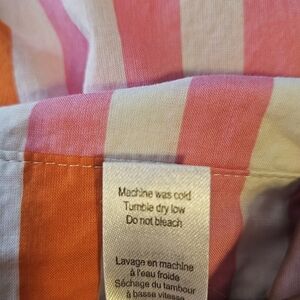 Machine was cold
Tumble dry low
Do not bleach
Lavage en machine
à l'eau froide
Séchage du tambour
à basse vitesse